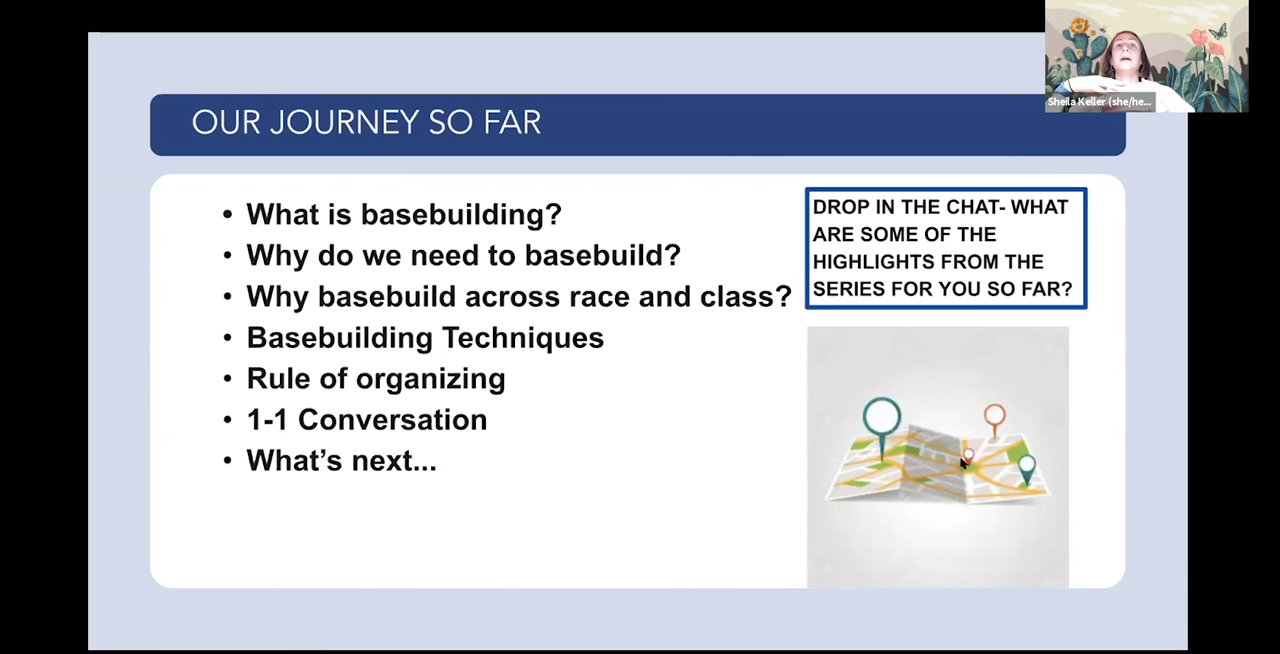 OUR JOURNEY SO FAR
• What is basebuilding?
• Why do we need to basebuild?
• Why basebuild across race and class?
• Basebuilding Techniques
• Rule of organizing
• 1-1 Conversation
• What’s next...
DROP IN THE CHAT- WHAT
ARE SOME OF THE
HIGHLIGHTS FROM THE
SERIES FOR YOU SO FAR?
Sheila Keller (she/he...